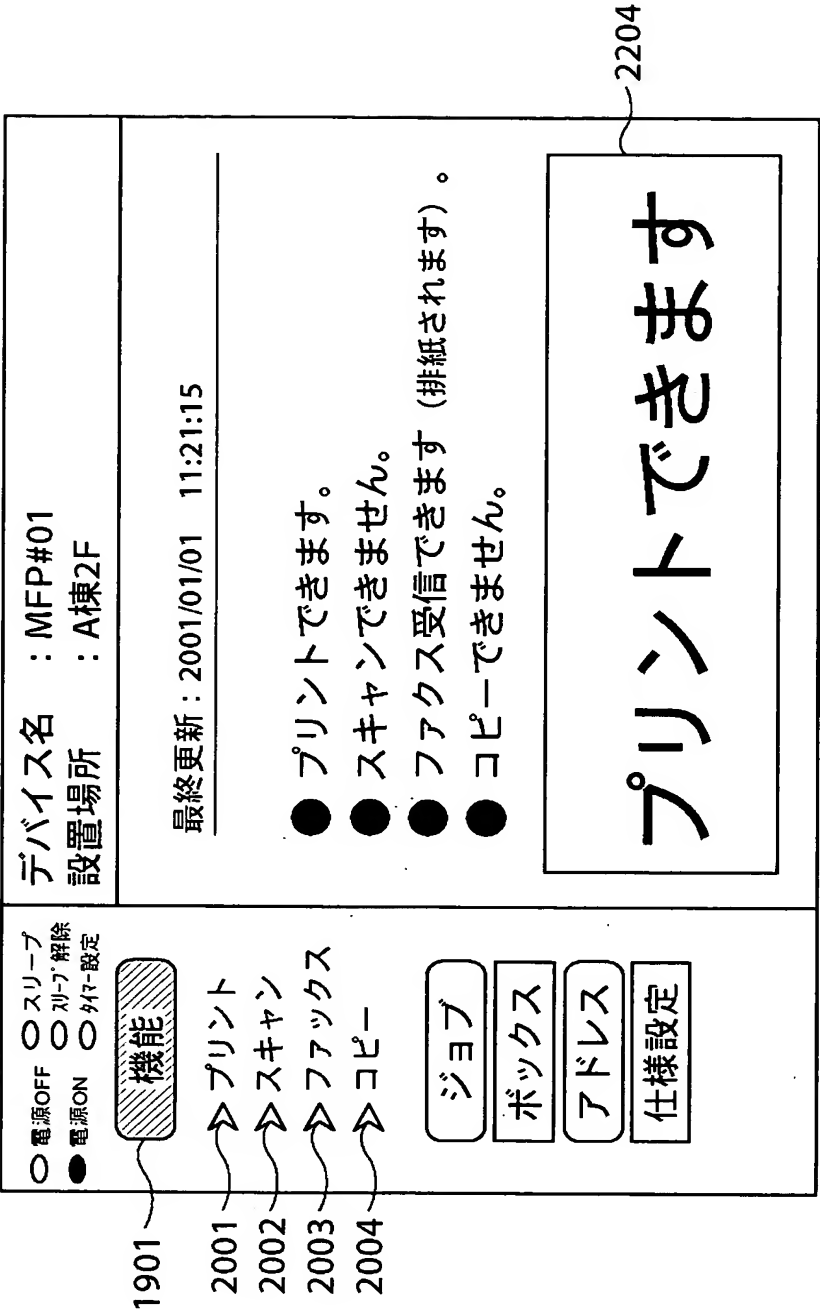 ○ 電源OFF ○ スリープ
● 電源ON ○ スリープ解除
○ タイマー設定
デバイス名 : MFP#01
設置場所 : A棟2F
1901
機能
2001
プリント
2002
スキャン
2003
ファックス
2004
コピー
ジョブ
ボックス
アドレス
仕様設定
最終更新 : 2001/01/01 11:21:15
● プリントできます。
● スキャンできません。
● ファクス受信できます (排紙されます) 。
● コピーできません。
プリントできます
2204